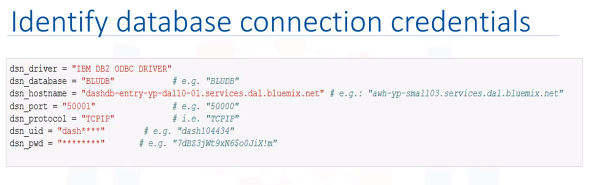 Identify database connection credentials
dsn_driver = "IBM DB2 ODBC DRIVER"
dsn_database = "BLUDB" # e.g. "BLUDB"
dsn_hostname = "dashdb-entry-yp-dal10-01.services.dal.bluemix.net" # e.g.: "awh-yp-small03.services.dal.bluemix.net"
dsn_port = "50001" # e.g. "50000"
dsn_protocol = "TCPIP" # i.e. "TCPIP"
dsn_uid = "dash****" # e.g. "dash104434"
dsn_pwd = "********" # e.g. "7dBZ3jWt9xN6$o0JiX!m"